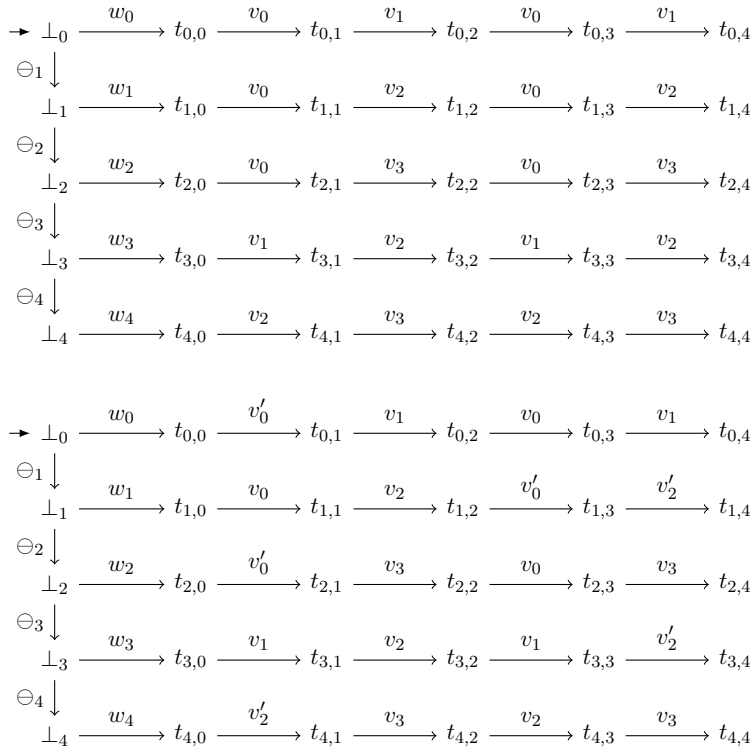 w₀ v₀ v₁ v₀ v₁
⊥₀ t₀,₀ t₀,₁ t₀,₂ t₀,₃ t₀,₄
⊖₁
w₁ v₀ v₂ v₀ v₂
⊥₁ t₁,₀ t₁,₁ t₁,₂ t₁,₃ t₁,₄
⊖₂
w₂ v₀ v₃ v₀ v₃
⊥₂ t₂,₀ t₂,₁ t₂,₂ t₂,₃ t₂,₄
⊖₃
w₃ v₁ v₂ v₁ v₂
⊥₃ t₃,₀ t₃,₁ t₃,₂ t₃,₃ t₃,₄
⊖₄
w₄ v₂ v₃ v₂ v₃
⊥₄ t₄,₀ t₄,₁ t₄,₂ t₄,₃ t₄,₄
w₀ v′₀ v₁ v₀ v₁
⊥₀ t₀,₀ t₀,₁ t₀,₂ t₀,₃ t₀,₄
⊖₁
w₁ v₀ v₂ v′₀ v′₂
⊥₁ t₁,₀ t₁,₁ t₁,₂ t₁,₃ t₁,₄
⊖₂
w₂ v′₀ v₃ v₀ v₃
⊥₂ t₂,₀ t₂,₁ t₂,₂ t₂,₃ t₂,₄
⊖₃
w₃ v₁ v₂ v₁ v′₂
⊥₃ t₃,₀ t₃,₁ t₃,₂ t₃,₃ t₃,₄
⊖₄
w₄ v′₂ v₃ v₂ v₃
⊥₄ t₄,₀ t₄,₁ t₄,₂ t₄,₃ t₄,₄